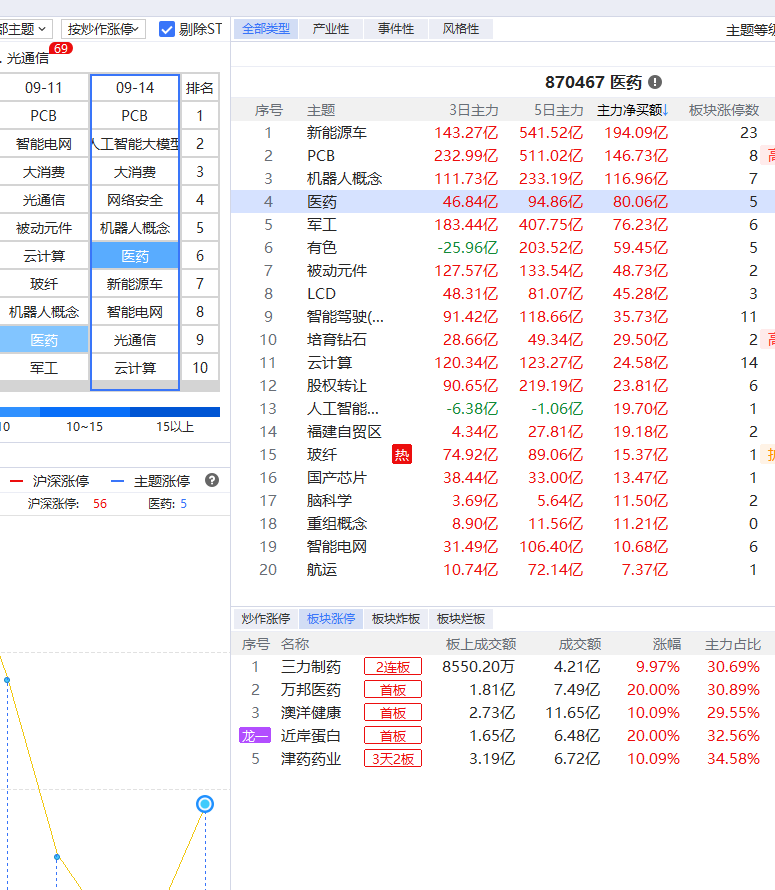 部主题 按炒作涨停 剔除ST
光通信 69
09-11 09-14 排名
PCB PCB 1
智能电网 人工智能大模型 2
大消费 大消费 3
光通信 网络安全 4
被动元件 机器人概念 5
云计算 医药 6
玻纤 新能源车 7
机器人概念 智能电网 8
医药 光通信 9
军工 云计算 10
10 10~15 15以上
沪深涨停 主题涨停 ?
沪深涨停: 56 医药: 5
全部类型 产业性 事件性 风格性 主题等级
870467 医药
序号 主题 3日主力 5日主力 主力净买额↓ 板块涨停数
1 新能源车 143.27亿 541.52亿 194.09亿 23
2 PCB 232.99亿 511.02亿 146.73亿 8 高
3 机器人概念 111.73亿 233.19亿 116.96亿 7
4 医药 46.84亿 94.86亿 80.06亿 5
5 军工 183.44亿 407.75亿 76.23亿 6
6 有色 -25.96亿 203.52亿 59.45亿 5
7 被动元件 127.57亿 133.54亿 48.73亿 2
8 LCD 48.31亿 81.07亿 45.28亿 3
9 智能驾驶(... 91.42亿 118.66亿 35.73亿 11
10 培育钻石 28.66亿 49.34亿 29.50亿 2 高
11 云计算 120.34亿 123.27亿 24.58亿 14
12 股权转让 90.65亿 219.19亿 23.81亿 6
13 人工智能... -6.38亿 -1.06亿 19.70亿 1
14 福建自贸区 4.34亿 27.81亿 19.18亿 2
15 玻纤 热 74.92亿 89.06亿 15.37亿 1
16 国产芯片 38.44亿 33.00亿 13.47亿 1
17 脑科学 3.69亿 5.64亿 11.50亿 2
18 重组概念 8.90亿 11.56亿 11.21亿 0
19 智能电网 31.49亿 106.40亿 10.68亿 6
20 航运 10.74亿 72.14亿 7.37亿 1
炒作涨停 板块涨停 板块炸板 板块烂板
序号 名称 板上成交额 成交额 涨幅 主力占比
1 三力制药 2连板 8550.20万 4.21亿 9.97% 30.69%
2 万邦医药 首板 1.81亿 7.49亿 20.00% 30.89%
3 澳洋健康 首板 2.73亿 11.65亿 10.09% 29.55%
龙一 近岸蛋白 首板 1.65亿 6.48亿 20.00% 32.56%
5 津药药业 3天2板 3.19亿 6.72亿 10.09% 34.58%